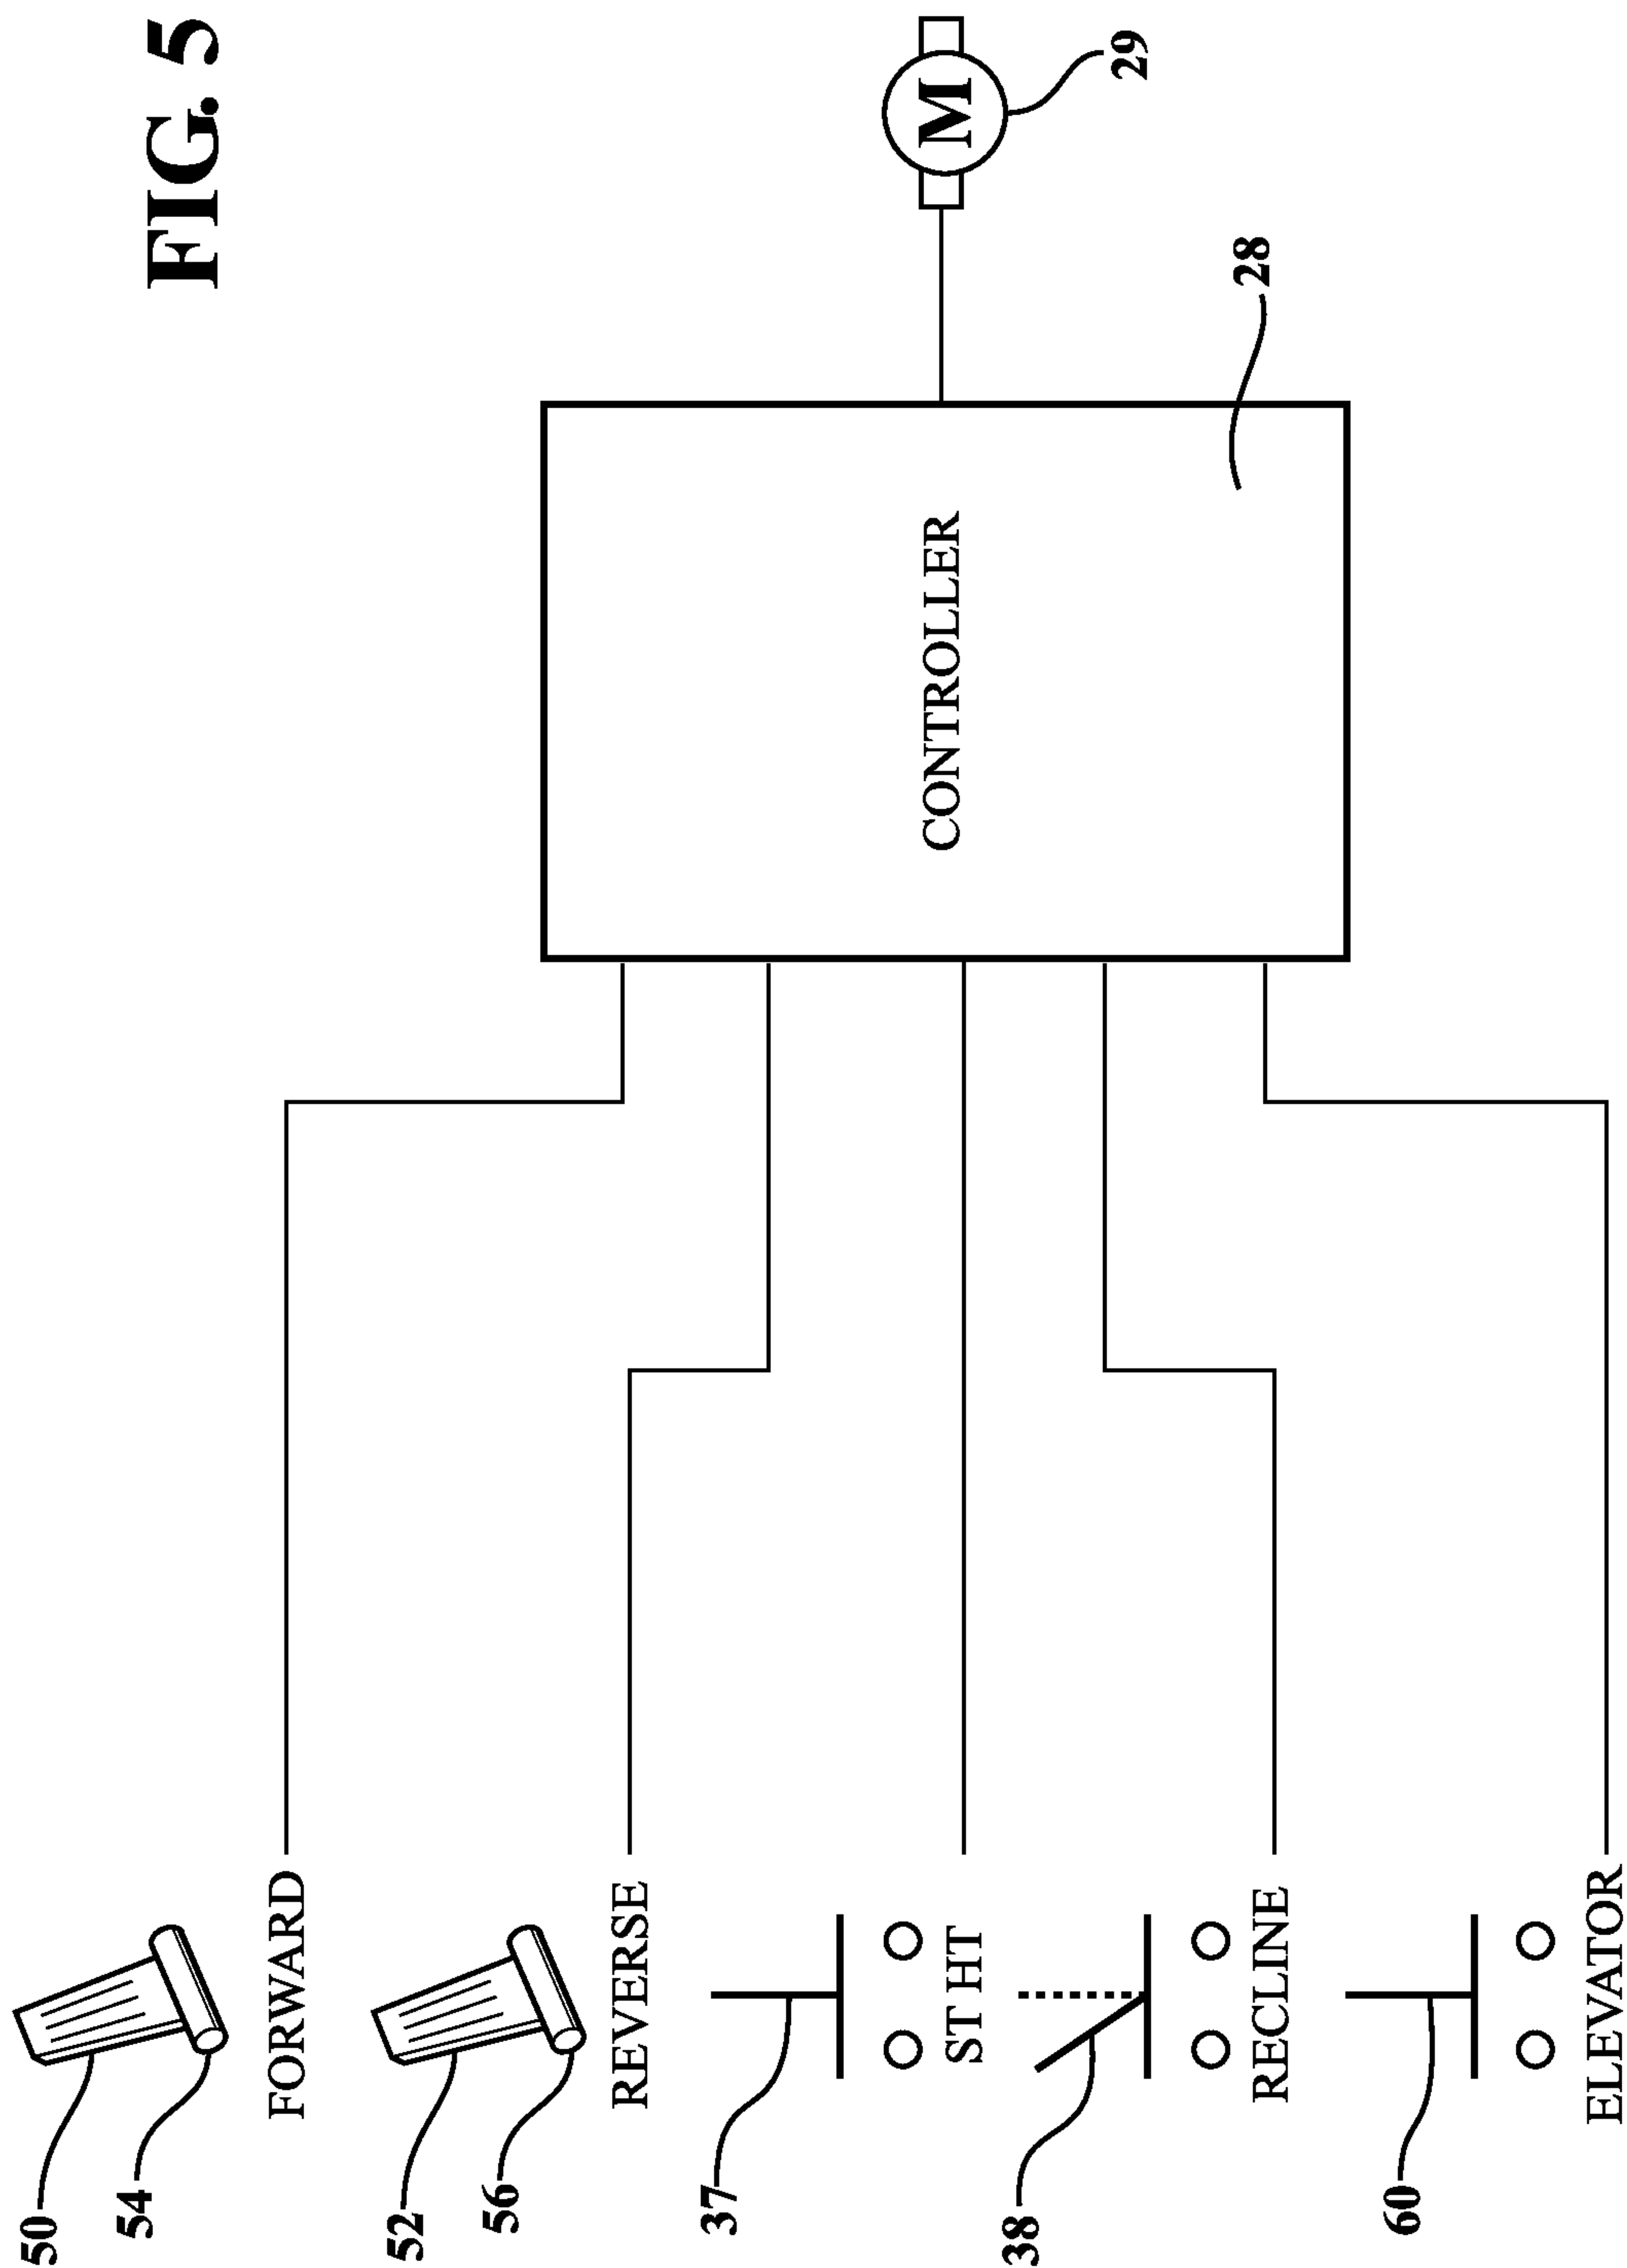 FIG. 5
50
54
FORWARD
52
56
REVERSE
37
ST HT
38
RECLINE
60
ELEVATOR
CONTROLLER
28
M
29